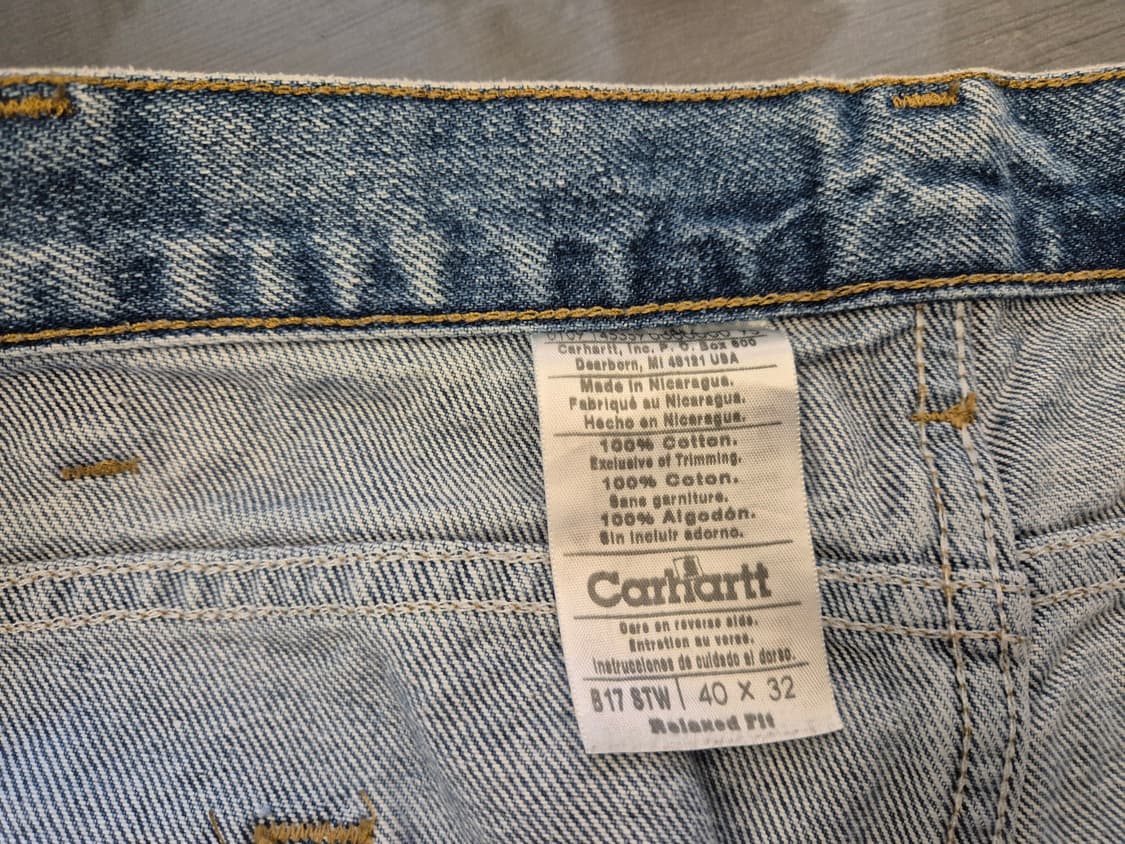 Carhartt, Inc. P. O. Box 600
Dearborn, MI 48121 USA
Made in Nicaragua.
Fabriqué au Nicaragua.
Hecho en Nicaragua.
100% Cotton.
Exclusive of Trimming.
100% Coton.
Sans garniture.
100% Algodón.
Sin incluir adorno.
Carhartt
Care on reverse side.
Entretien au verso.
Instrucciones de cuidado al dorso.
B17 STW 40 X 32
Relaxed Fit